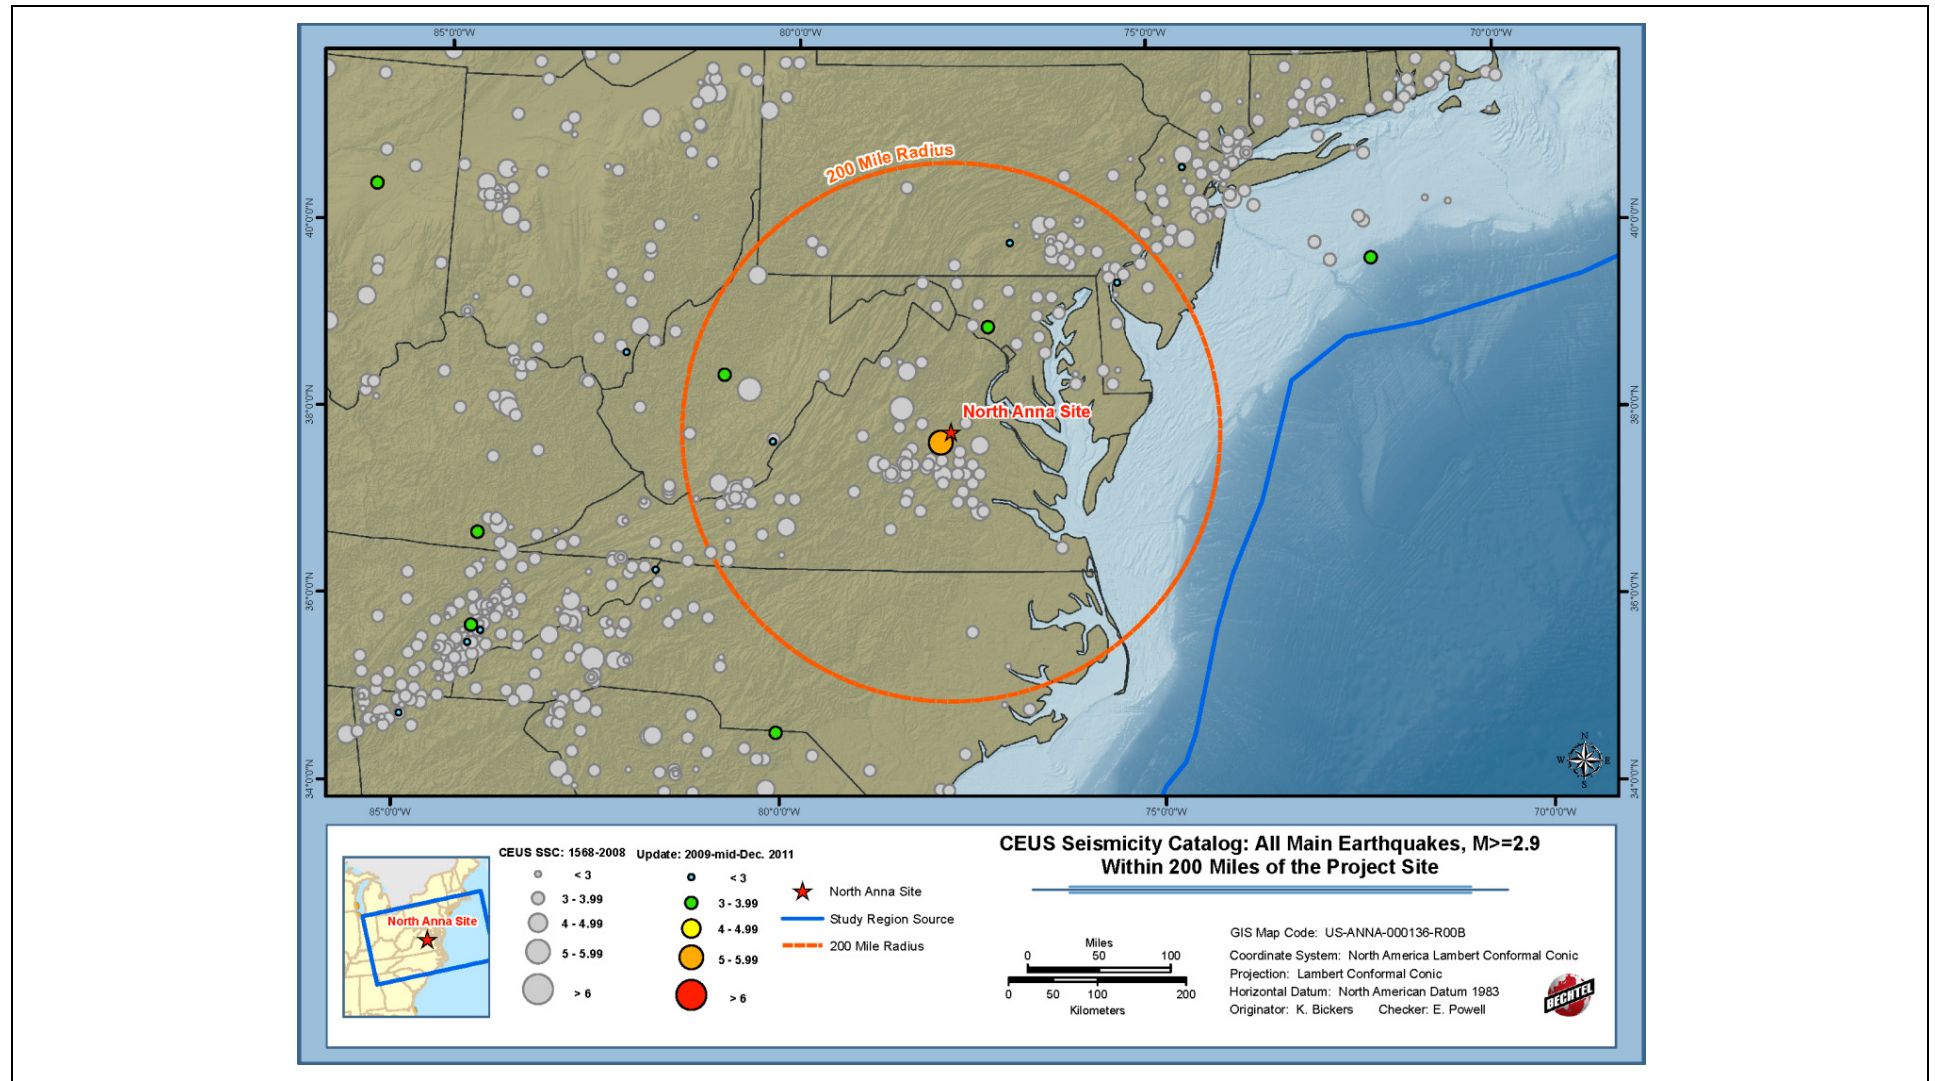 85°0'0"W
80°0'0"W
75°0'0"W
70°0'0"W
200 Mile Radius
40°0'0"N
40°0'0"N
38°0'0"N
38°0'0"N
North Anna Site
36°0'0"N
36°0'0"N
34°0'0"N
34°0'0"N
N
W E
S
85°0'0"W
80°0'0"W
75°0'0"W
70°0'0"W
North Anna Site
CEUS SSC: 1568-2008
< 3
3 - 3.99
4 - 4.99
5 - 5.99
> 6
Update: 2009-mid-Dec. 2011
< 3
3 - 3.99
4 - 4.99
5 - 5.99
> 6
North Anna Site
Study Region Source
200 Mile Radius
CEUS Seismicity Catalog: All Main Earthquakes, M>=2.9
Within 200 Miles of the Project Site
Miles
0 50 100
0 50 100 200
Kilometers
GIS Map Code: US-ANNA-000136-R00B
Coordinate System: North America Lambert Conformal Conic
Projection: Lambert Conformal Conic
Horizontal Datum: North American Datum 1983
Originator: K. Bickers Checker: E. Powell
BECHTEL